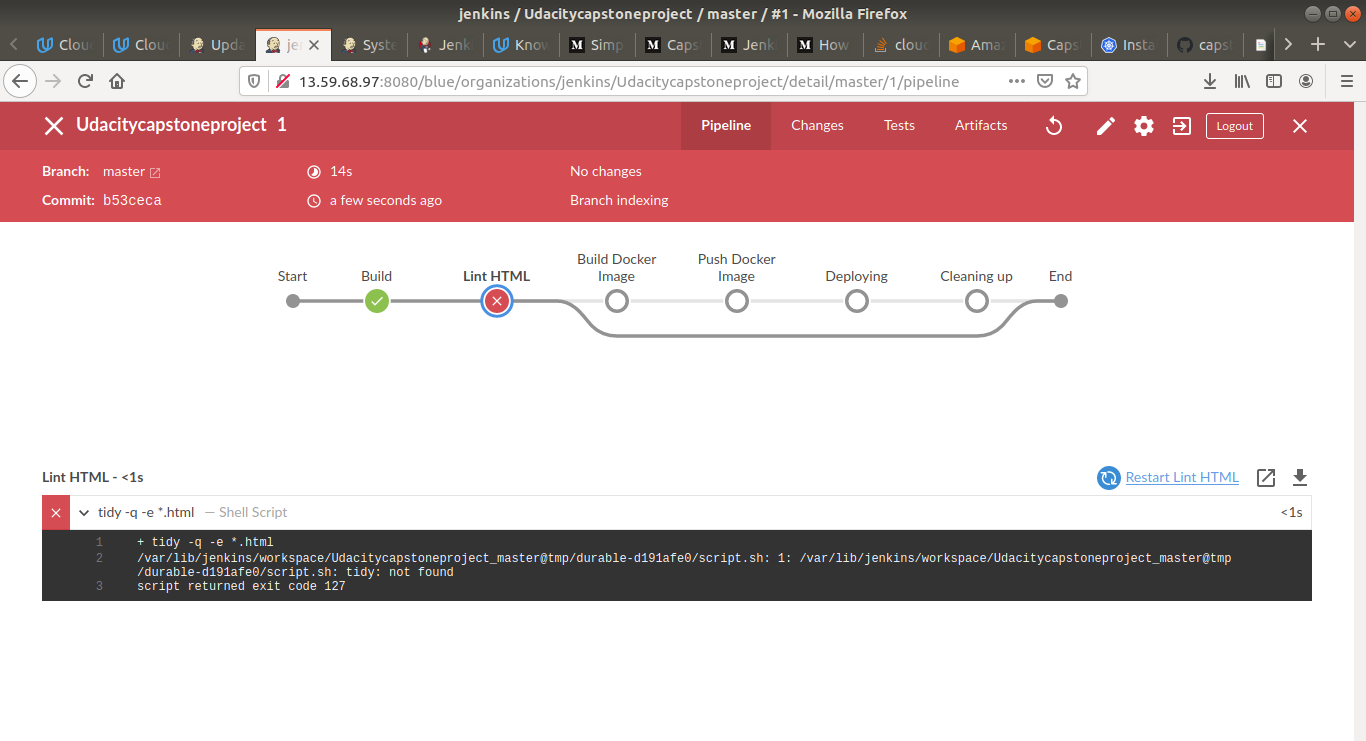 jenkins / Udacitycapstoneproject / master / #1 - Mozilla Firefox
Clou Clou Upda je Syste Jenk Know Simp Caps Jenk How clou Ama Caps Insta caps
13.59.68.97:8080/blue/organizations/jenkins/Udacitycapstoneproject/detail/master/1/pipeline
Udacitycapstoneproject 1 Pipeline Changes Tests Artifacts Logout
Branch: master 14s No changes
Commit: b53ceca a few seconds ago Branch indexing
Start Build Lint HTML Build Docker Image Push Docker Image Deploying Cleaning up End
Lint HTML - <1s Restart Lint HTML
tidy -q -e *.html — Shell Script <1s
1 + tidy -q -e *.html
2 /var/lib/jenkins/workspace/Udacitycapstoneproject_master@tmp/durable-d191afe0/script.sh: 1: /var/lib/jenkins/workspace/Udacitycapstoneproject_master@tmp
/durable-d191afe0/script.sh: tidy: not found
3 script returned exit code 127